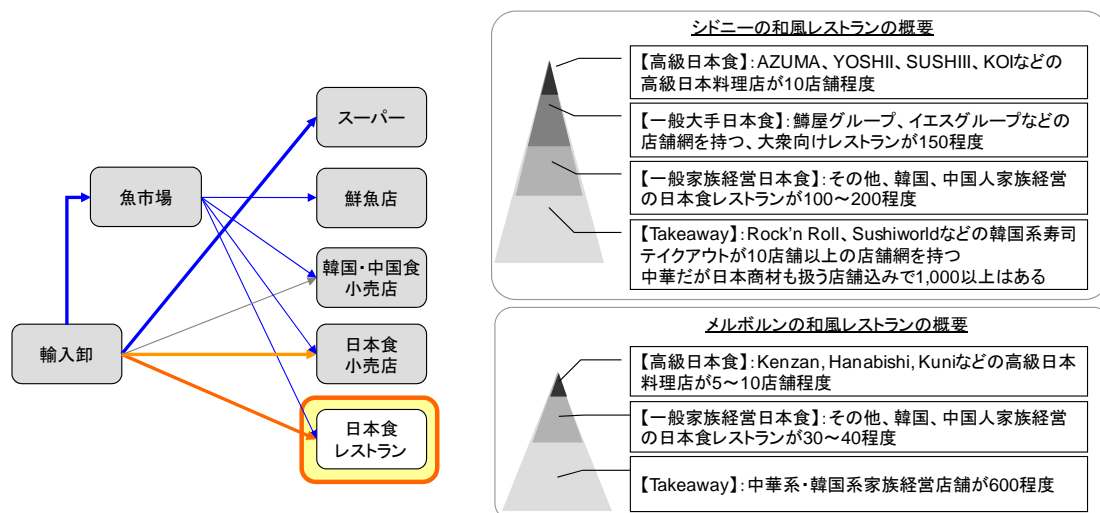 スーパー
魚市場
鮮魚店
韓国・中国食
小売店
輸入卸
日本食
小売店
日本食
レストラン
シドニーの和風レストランの概要
【高級日本食】：AZUMA、YOSHII、SUSHIII、KOIなどの
高級日本料理店が10店舗程度
【一般大手日本食】：鱒屋グループ、イエスグループなどの
店舗網を持つ、大衆向けレストランが150程度
【一般家族経営日本食】：その他、韓国、中国人家族経営
の日本食レストランが100～200程度
【Takeaway】：Rock’n Roll、Sushiworldなどの韓国系寿司
テイクアウトが10店舗以上の店舗網を持つ
中華だが日本商材も扱う店舗込みで1,000以上はある
メルボルンの和風レストランの概要
【高級日本食】：Kenzan, Hanabishi, Kuniなどの高級日本
料理店が5～10店舗程度
【一般家族経営日本食】：その他、韓国、中国人家族経営
の日本食レストランが30～40程度
【Takeaway】：中華系・韓国系家族経営店舗が600程度